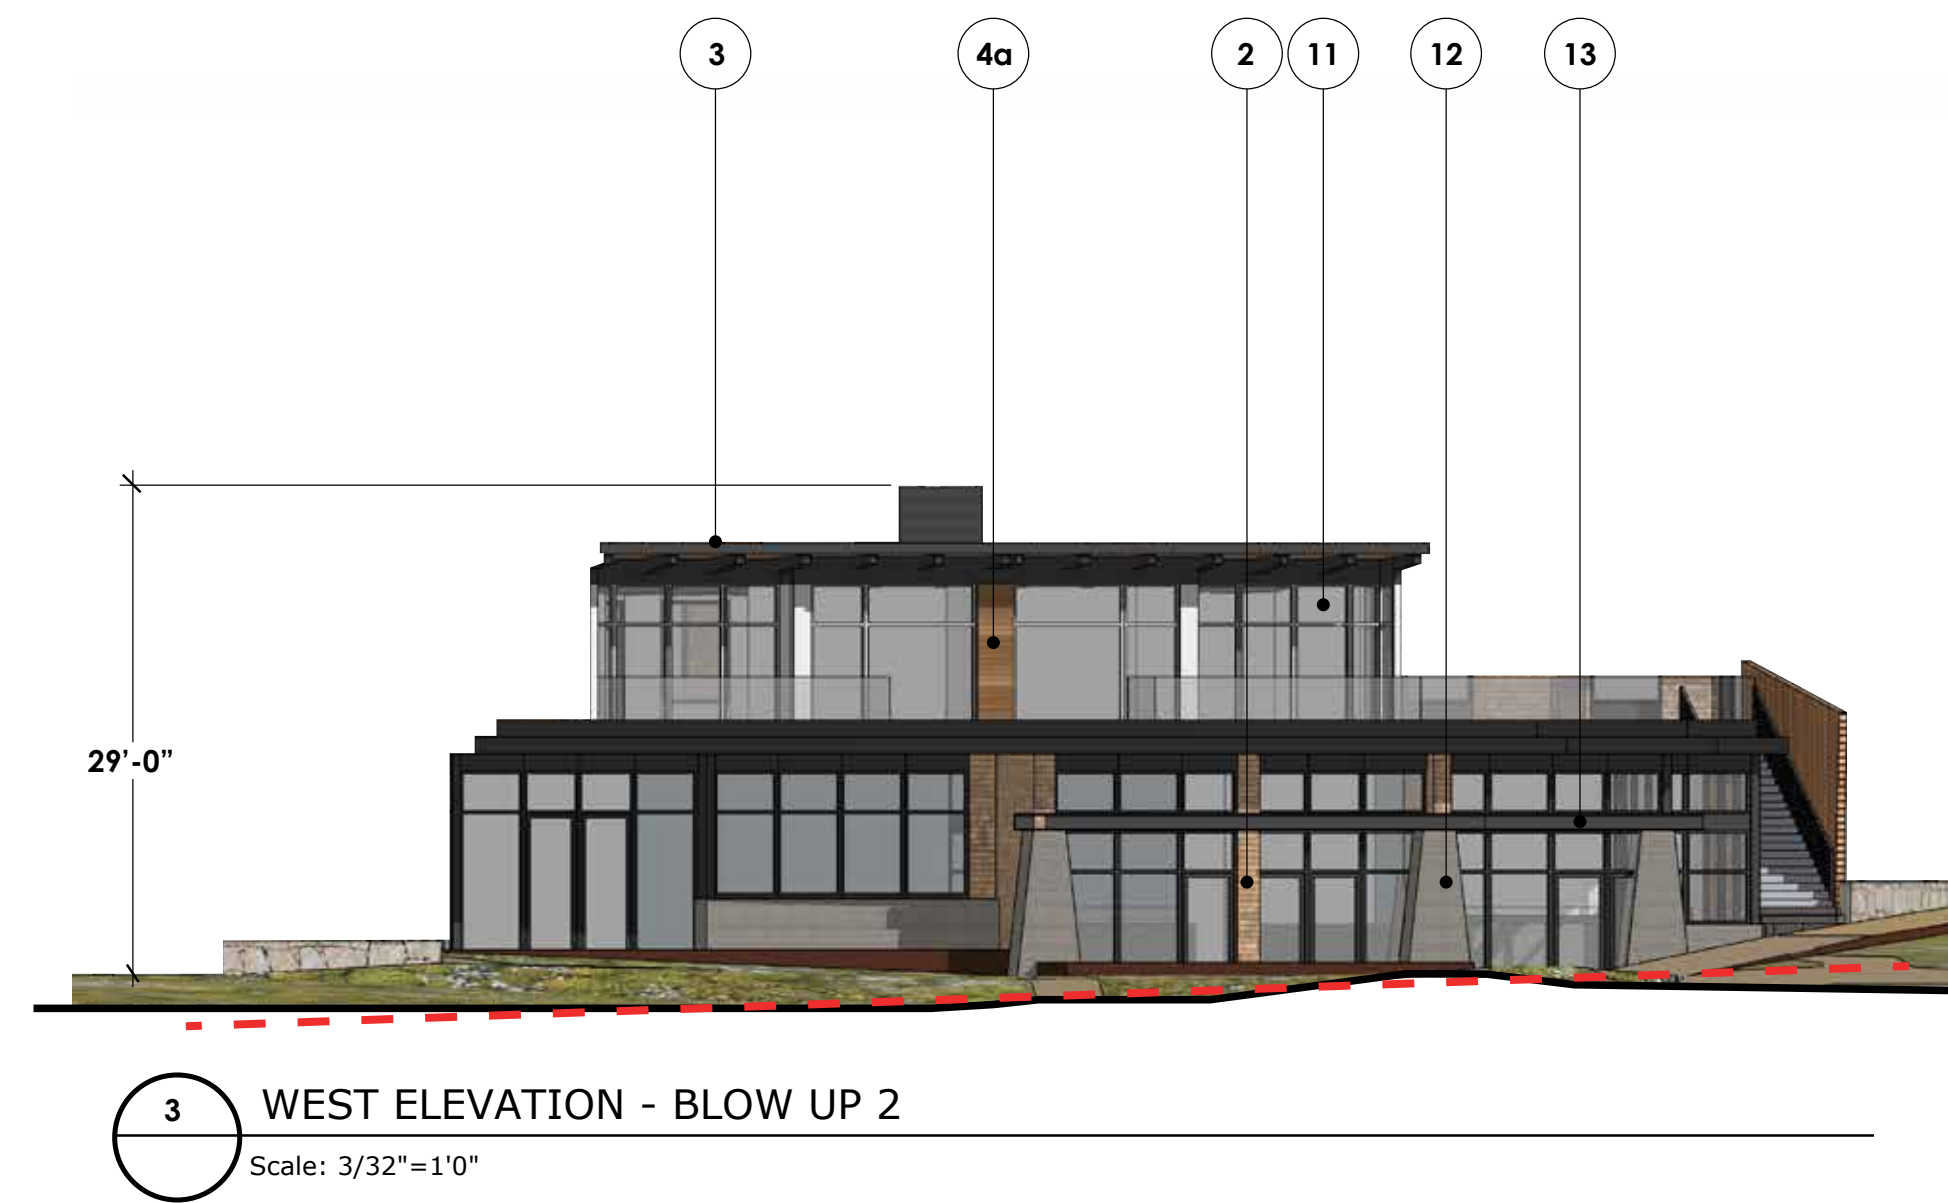 3 4a 2 11 12 13
29’-0”
3 WEST ELEVATION - BLOW UP 2
Scale: 3/32"=1'0"